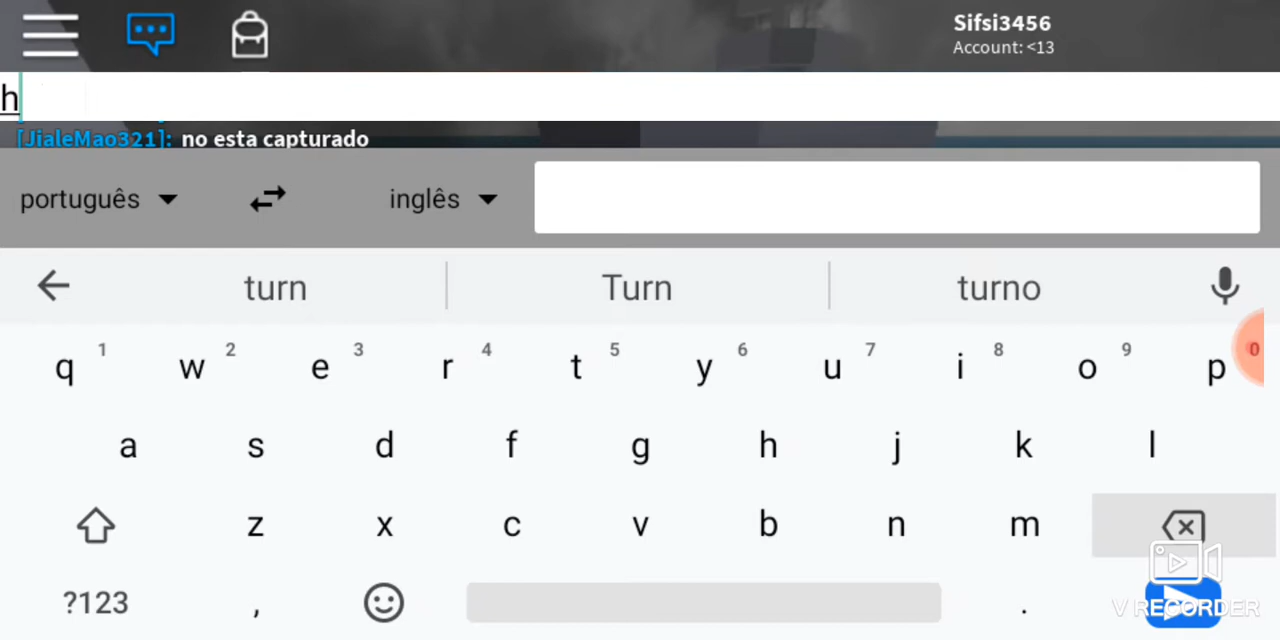 Sifsi3456
Account: <13
h
[JialeMao321]: no esta capturado
português inglês
turn Turn turno
q 1 w 2 e 3 r 4 t 5 y 6 u 7 i 8 o 9 p 0
a s d f g h j k l
z x c v b n m
?123 , .
V RECORDER